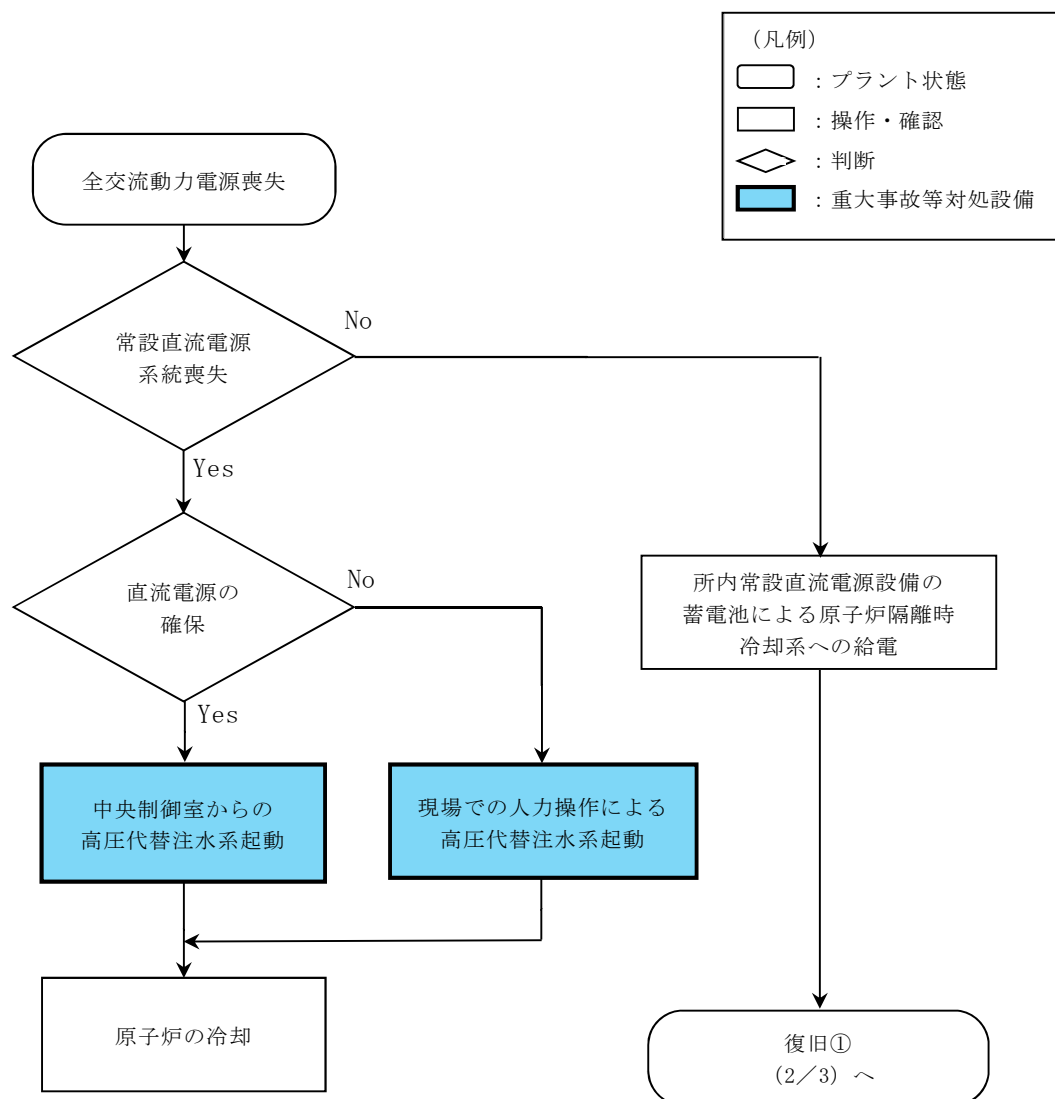 (凡例)
：プラント状態
：操作・確認
：判断
：重大事故等対処設備
全交流動力電源喪失
常設直流電源
系統喪失
No
Yes
直流電源の
確保
No
Yes
所内常設直流電源設備の
蓄電池による原子炉隔離時
冷却系への給電
中央制御室からの
高圧代替注水系起動
現場での人力操作による
高圧代替注水系起動
原子炉の冷却
復旧①
(2／3) へ